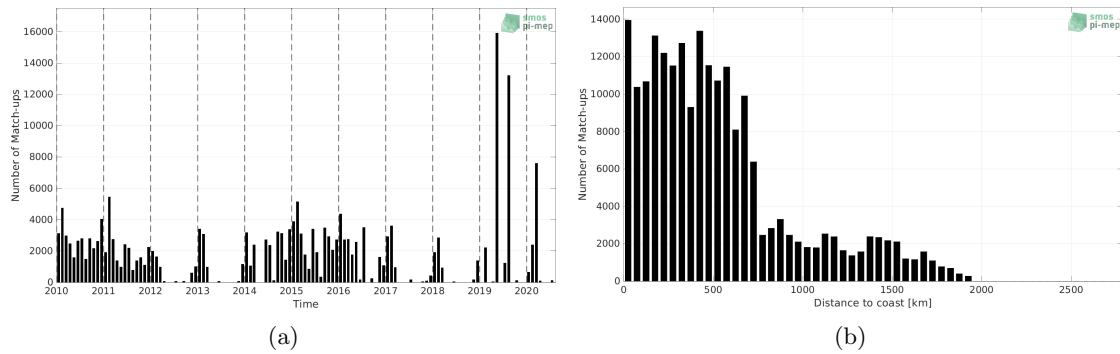 smos
pi-mep
16000
14000
12000
10000
8000
6000
4000
2000
0
Number of Match-ups
2010 2011 2012 2013 2014 2015 2016 2017 2018 2019 2020
Time
(a)
smos
pi-mep
14000
12000
10000
8000
6000
4000
2000
0
Number of Match-ups
0 500 1000 1500 2000 2500
Distance to coast [km]
(b)